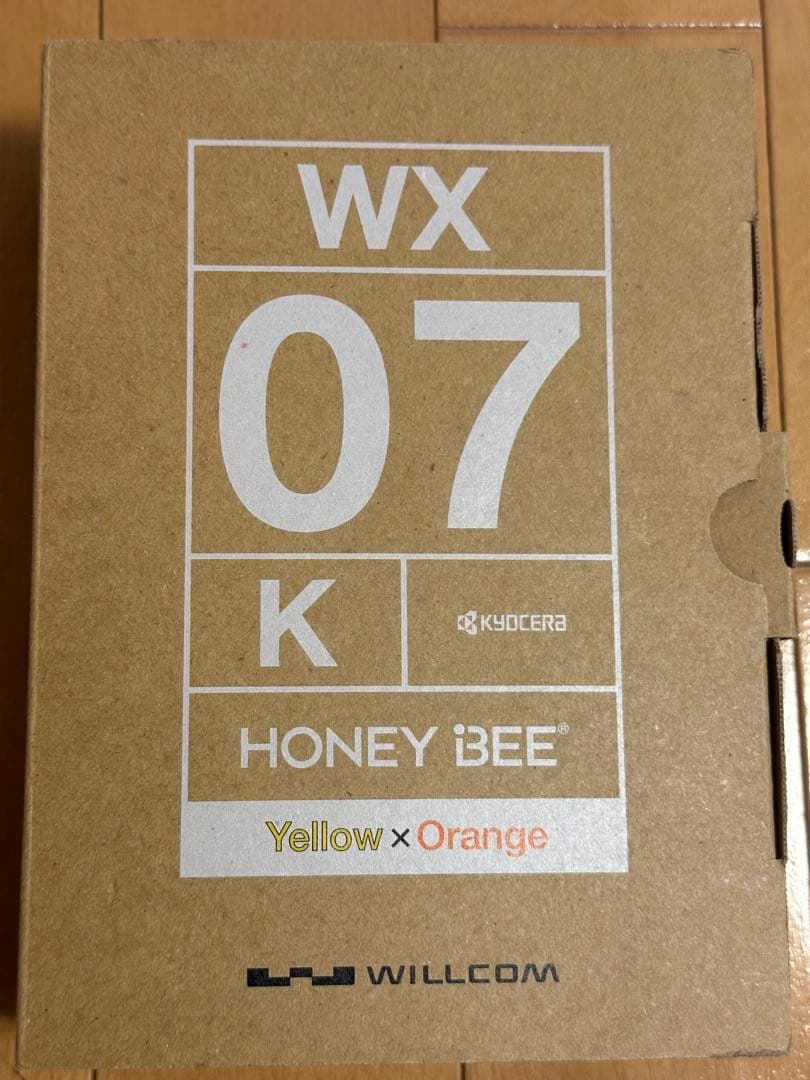 WX
07
K
KYOCERA
HONEY BEE®
Yellow × Orange
WILLCOM